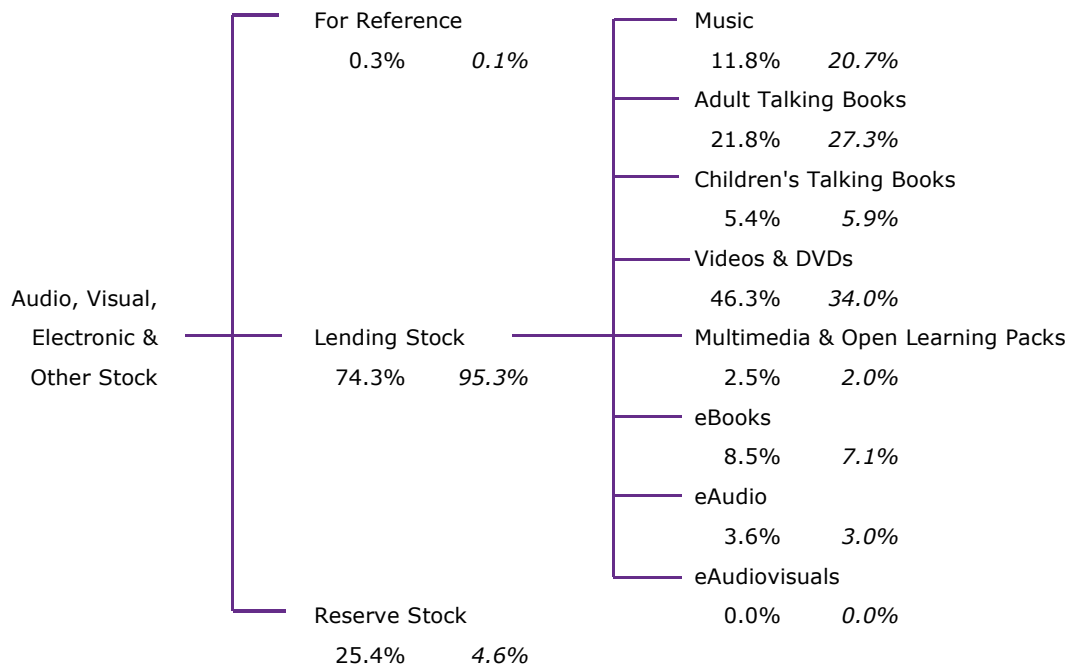 Audio, Visual,
Electronic &
Other Stock
For Reference
0.3% 0.1%
Lending Stock
74.3% 95.3%
Reserve Stock
25.4% 4.6%
Music
11.8% 20.7%
Adult Talking Books
21.8% 27.3%
Children's Talking Books
5.4% 5.9%
Videos & DVDs
46.3% 34.0%
Multimedia & Open Learning Packs
2.5% 2.0%
eBooks
8.5% 7.1%
eAudio
3.6% 3.0%
eAudiovisuals
0.0% 0.0%